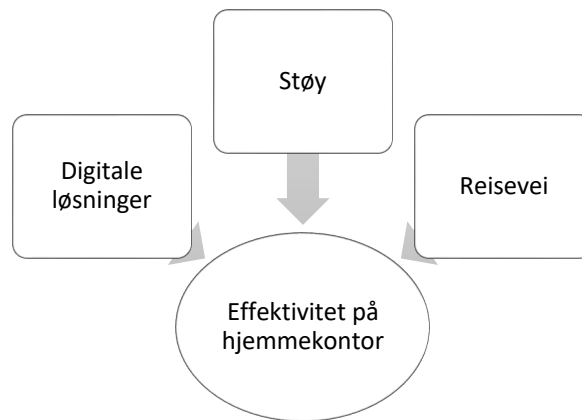 Støy
Digitale
løsninger
Reisevei
Effektivitet på
hjemmekontor